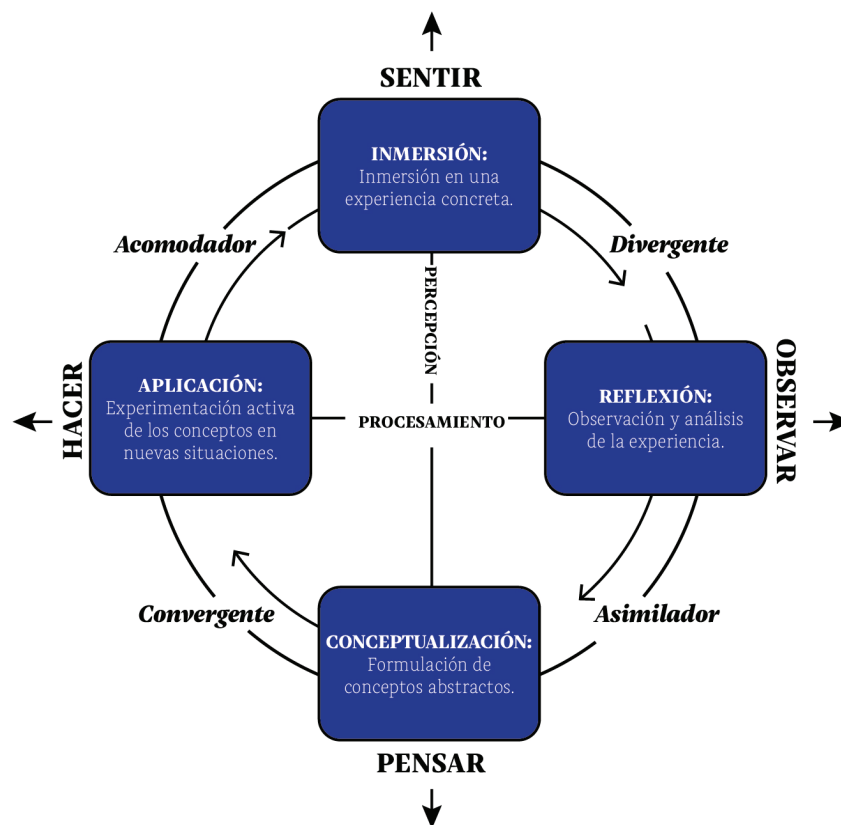 SENTIR
INMERSIÓN:
Inmersión en una
experiencia concreta.
Acomodador
Divergente
PERCEPCIÓN
HACER
APLICACIÓN:
Experimentación activa
de los conceptos en
nuevas situaciones.
PROCESAMIENTO
REFLEXIÓN:
Observación y análisis
de la experiencia.
OBSERVAR
Convergente
Asimilador
CONCEPTUALIZACIÓN:
Formulación de
conceptos abstractos.
PENSAR